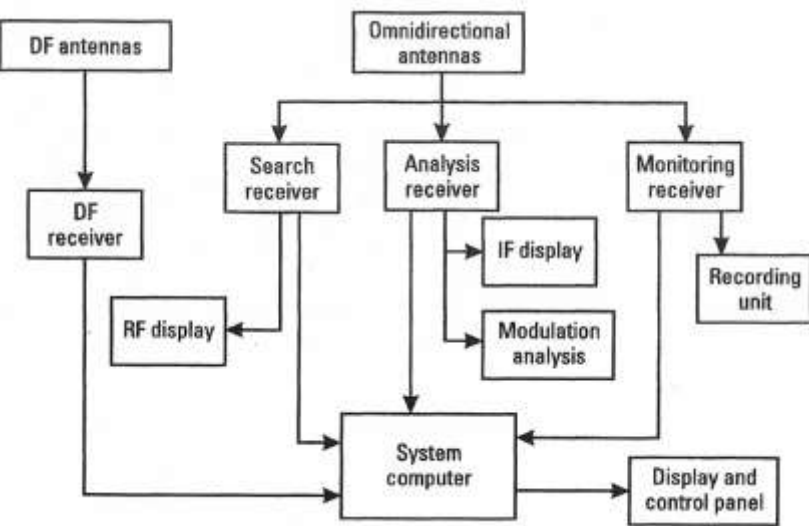 DF antennas
Omnidirectional
antennas
Search
receiver
Analysis
receiver
Monitoring
receiver
DF
receiver
IF display
Recording
unit
RF display
Modulation
analysis
System
computer
Display and
control panel